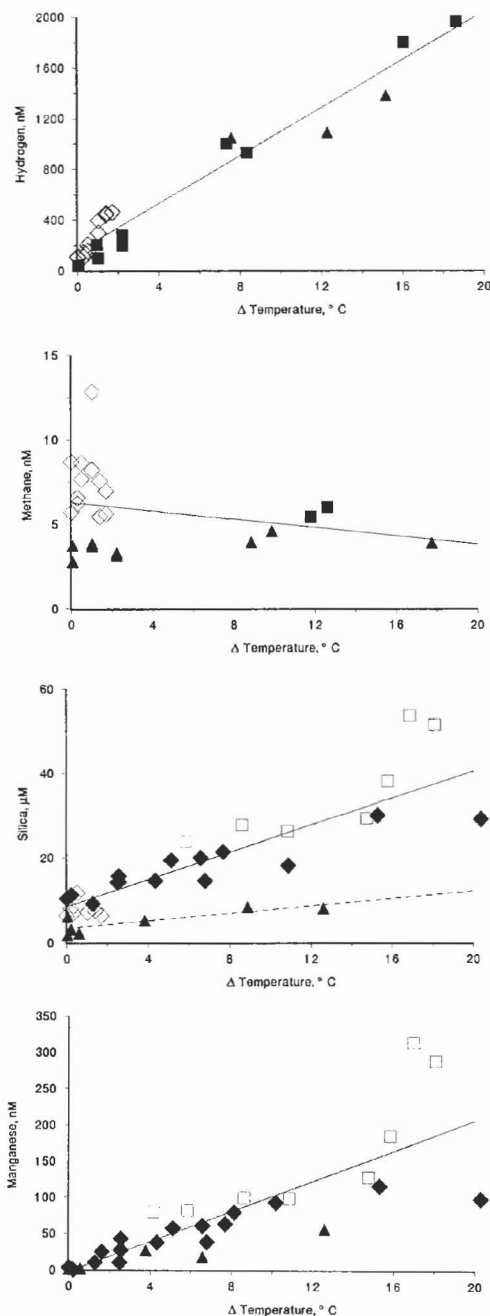 2000
1600
1200
800
400
0
Hydrogen, nM
0 4 8 12 16 20
Δ Temperature, ° C
15
10
5
0
Methane, nM
0 4 8 12 16 20
Δ Temperature, ° C
60
40
20
0
Silica, µM
0 4 8 12 16 20
Δ Temperature, ° C
350
300
250
200
150
100
50
0
Manganese, nM
0 4 8 12 16 20
Δ Temperature, ° C